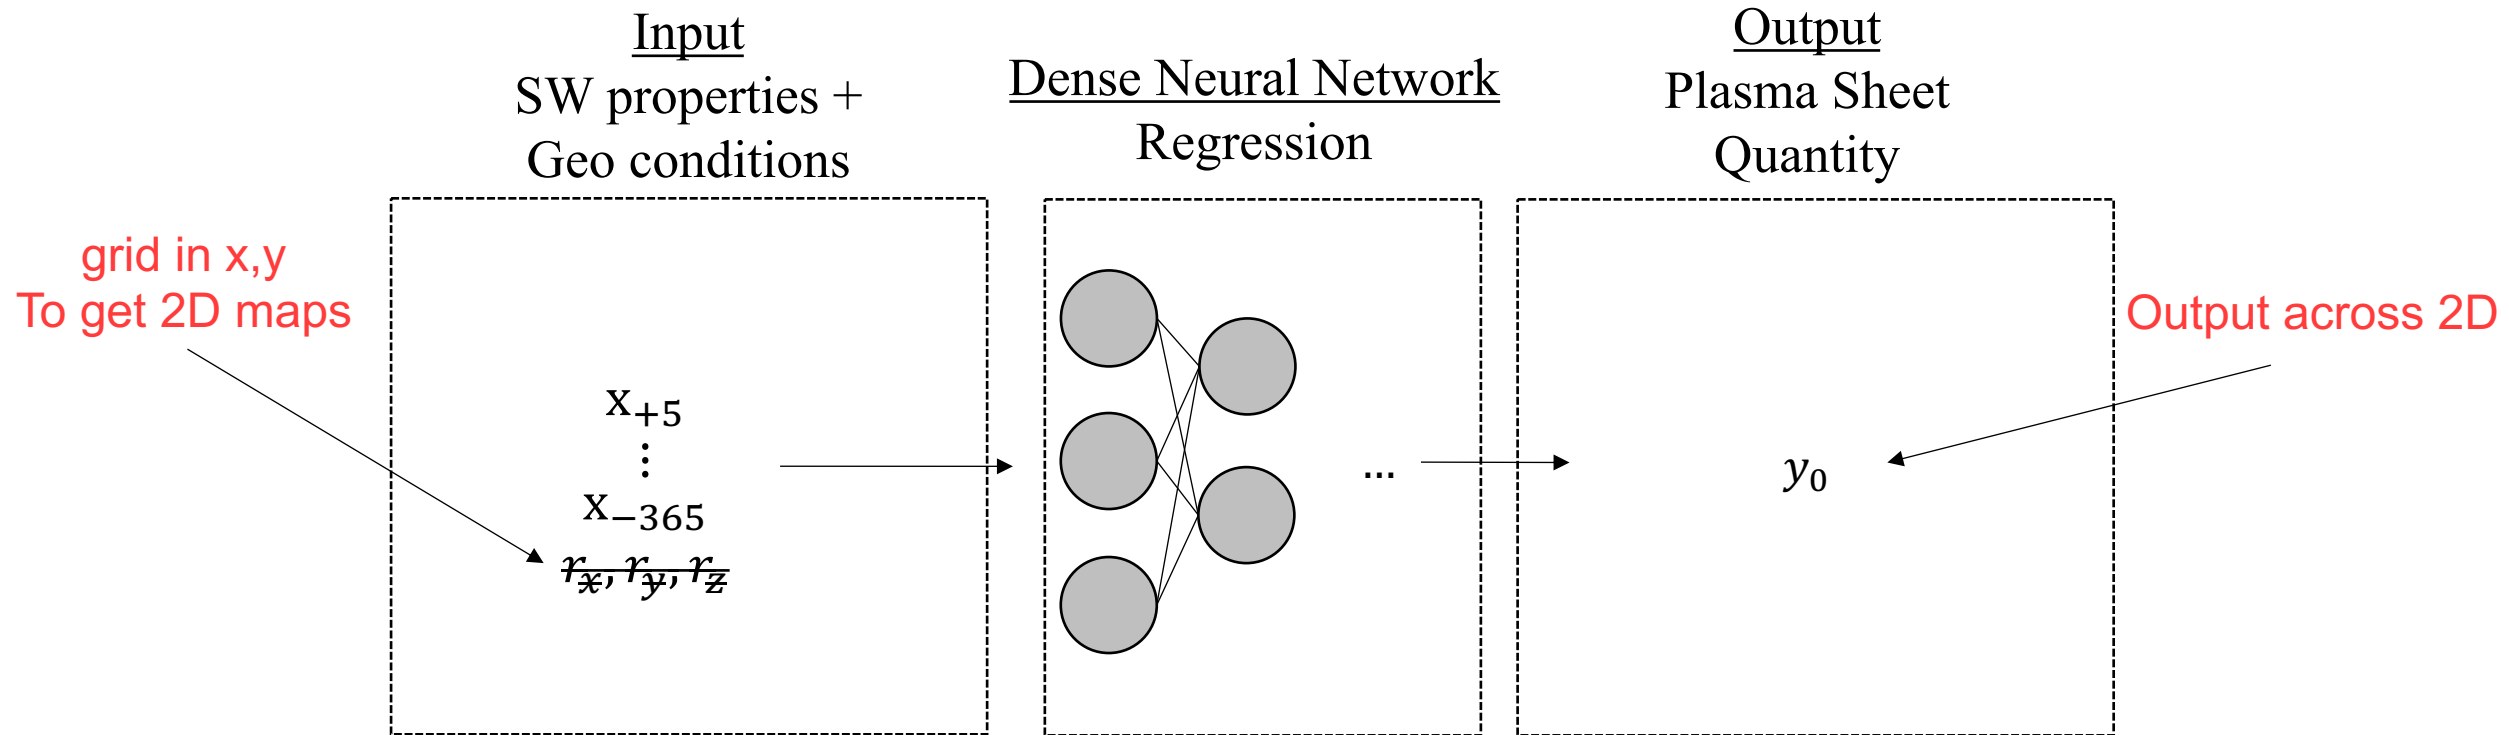 Input
SW properties +
Geo conditions
Dense Neural Network
Regression
Output
Plasma Sheet
Quantity
grid in x,y
To get 2D maps
x₊₅
⋮
x₋₃₆₅
r_x, r_y, r_z
...
y₀
Output across 2D